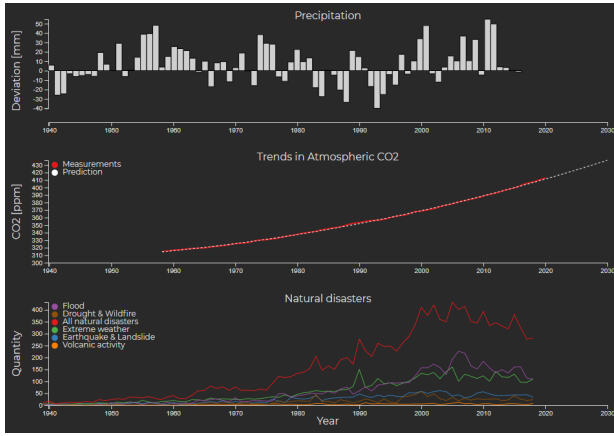 Precipitation
Deviation [mm]
50
40
30
20
10
0
-10
-20
-30
-40
1940 1950 1960 1970 1980 1990 2000 2010 2020 2030
Trends in Atmospheric CO2
CO2 [ppm]
Measurements
Prediction
430
420
410
400
390
380
370
360
350
340
330
320
310
300
1940 1950 1960 1970 1980 1990 2000 2010 2020 2030
Natural disasters
Quantity
Flood
Drought & Wildfire
All natural disasters
Extreme weather
Earthquake & Landslide
Volcanic activity
400
350
300
250
200
150
100
50
0
1940 1950 1960 1970 1980 1990 2000 2010 2020 2030
Year